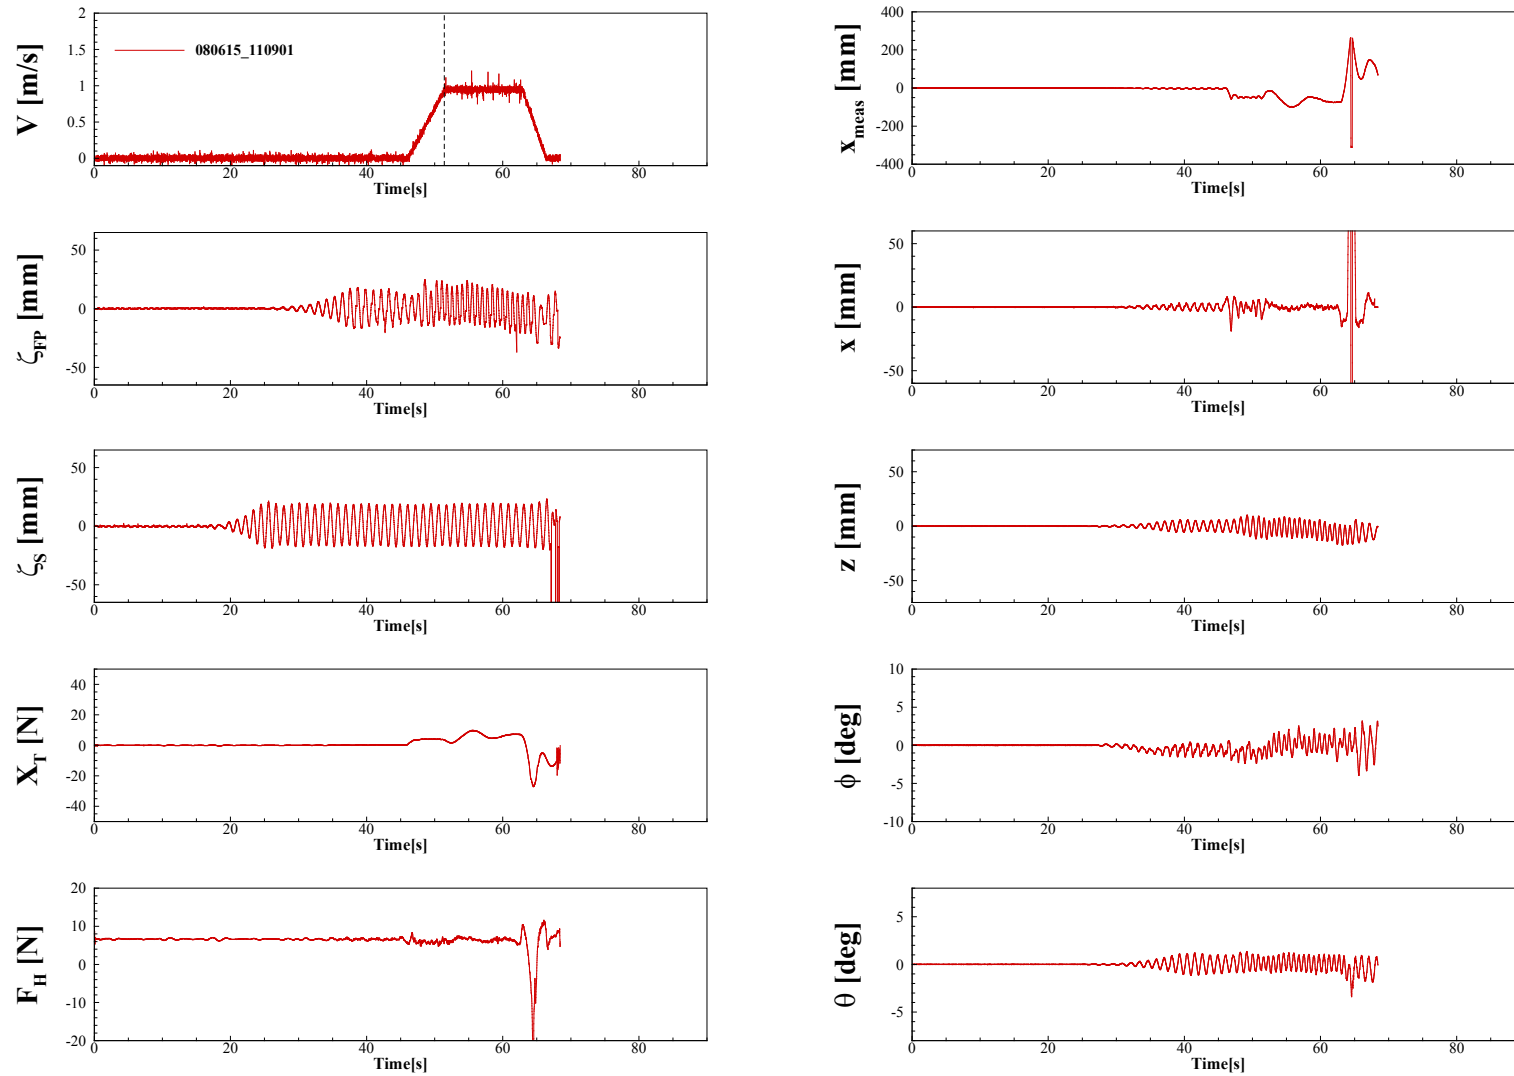 V [m/s]
2
1.5
1
0.5
0
080615_110901
0 20 40 60 80
Time[s]
x_meas [mm]
400
200
0
-200
-400
0 20 40 60 80
Time[s]
ζ_FP [mm]
50
0
-50
0 20 40 60 80
Time[s]
x [mm]
50
0
-50
0 20 40 60 80
Time[s]
ζ_S [mm]
50
0
-50
0 20 40 60 80
Time[s]
z [mm]
50
0
-50
0 20 40 60 80
Time[s]
X_T [N]
40
20
0
-20
-40
0 20 40 60 80
Time[s]
ϕ [deg]
10
5
0
-5
-10
0 20 40 60 80
Time[s]
F_H [N]
20
10
0
-10
-20
0 20 40 60 80
Time[s]
θ [deg]
5
0
-5
0 20 40 60 80
Time[s]